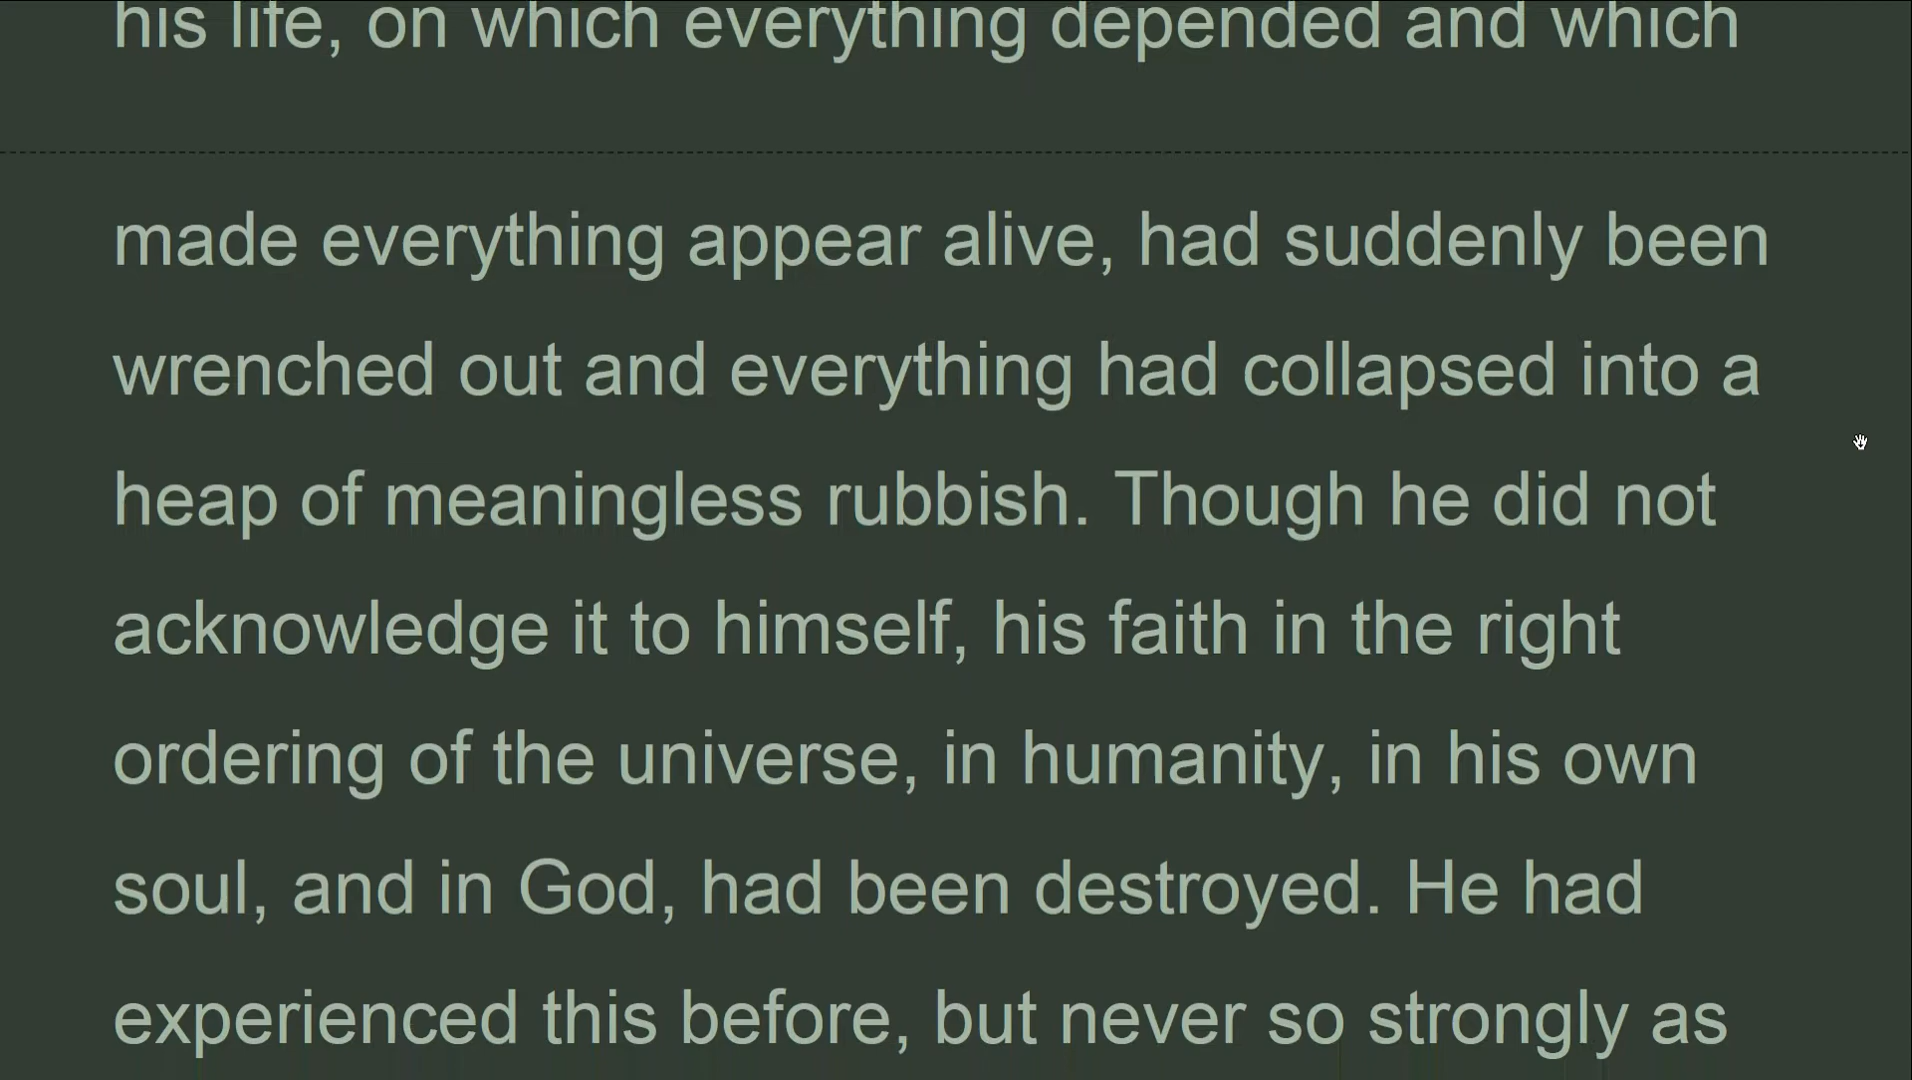 his life, on which everything depended and which
made everything appear alive, had suddenly been
wrenched out and everything had collapsed into a
heap of meaningless rubbish. Though he did not
acknowledge it to himself, his faith in the right
ordering of the universe, in humanity, in his own
soul, and in God, had been destroyed. He had
experienced this before, but never so strongly as